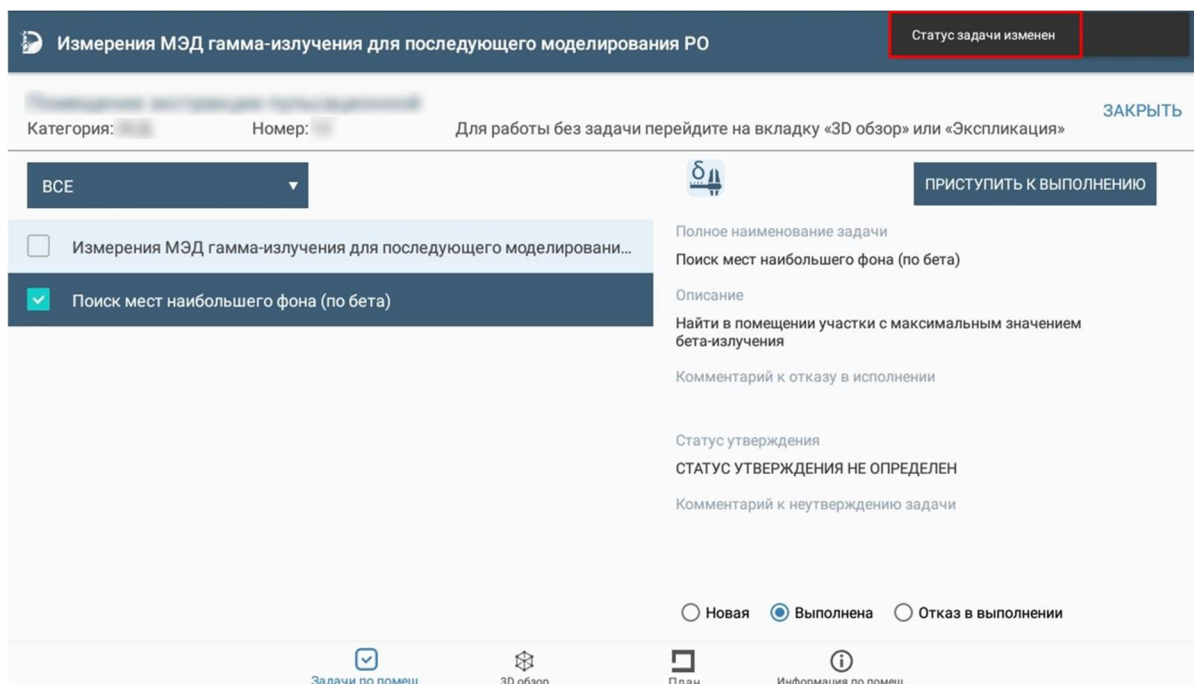 Измерения МЭД гамма-излучения для последующего моделирования РО
Статус задачи изменен
Категория:
Номер:
Для работы без задачи перейдите на вкладку «3D обзор» или «Экспликация»
ЗАКРЫТЬ
ВСЕ
ПРИСТУПИТЬ К ВЫПОЛНЕНИЮ
Измерения МЭД гамма-излучения для последующего моделировани...
Поиск мест наибольшего фона (по бета)
Полное наименование задачи
Поиск мест наибольшего фона (по бета)
Описание
Найти в помещении участки с максимальным значением
бета-излучения
Комментарий к отказу в исполнении
Статус утверждения
СТАТУС УТВЕРЖДЕНИЯ НЕ ОПРЕДЕЛЕН
Комментарий к неутверждению задачи
Новая
Выполнена
Отказ в выполнении
Задачи по помещ.
3D обзор
План
Информация по помещ.